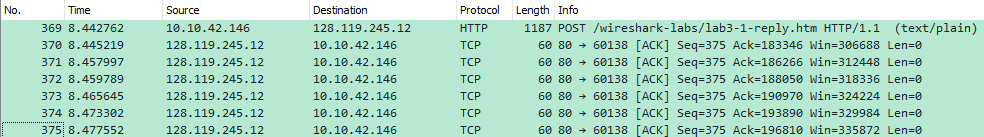 No. Time Source Destination Protocol Length Info
369 8.442762 10.10.42.146 128.119.245.12 HTTP 1187 POST /wireshark-labs/lab3-1-reply.htm HTTP/1.1 (text/plain)
370 8.445219 128.119.245.12 10.10.42.146 TCP 60 80 → 60138 [ACK] Seq=375 Ack=183346 Win=306688 Len=0
371 8.457997 128.119.245.12 10.10.42.146 TCP 60 80 → 60138 [ACK] Seq=375 Ack=186266 Win=312448 Len=0
372 8.459789 128.119.245.12 10.10.42.146 TCP 60 80 → 60138 [ACK] Seq=375 Ack=188050 Win=318336 Len=0
373 8.465645 128.119.245.12 10.10.42.146 TCP 60 80 → 60138 [ACK] Seq=375 Ack=190970 Win=324224 Len=0
374 8.473302 128.119.245.12 10.10.42.146 TCP 60 80 → 60138 [ACK] Seq=375 Ack=193890 Win=329984 Len=0
375 8.477552 128.119.245.12 10.10.42.146 TCP 60 80 → 60138 [ACK] Seq=375 Ack=196810 Win=335872 Len=0